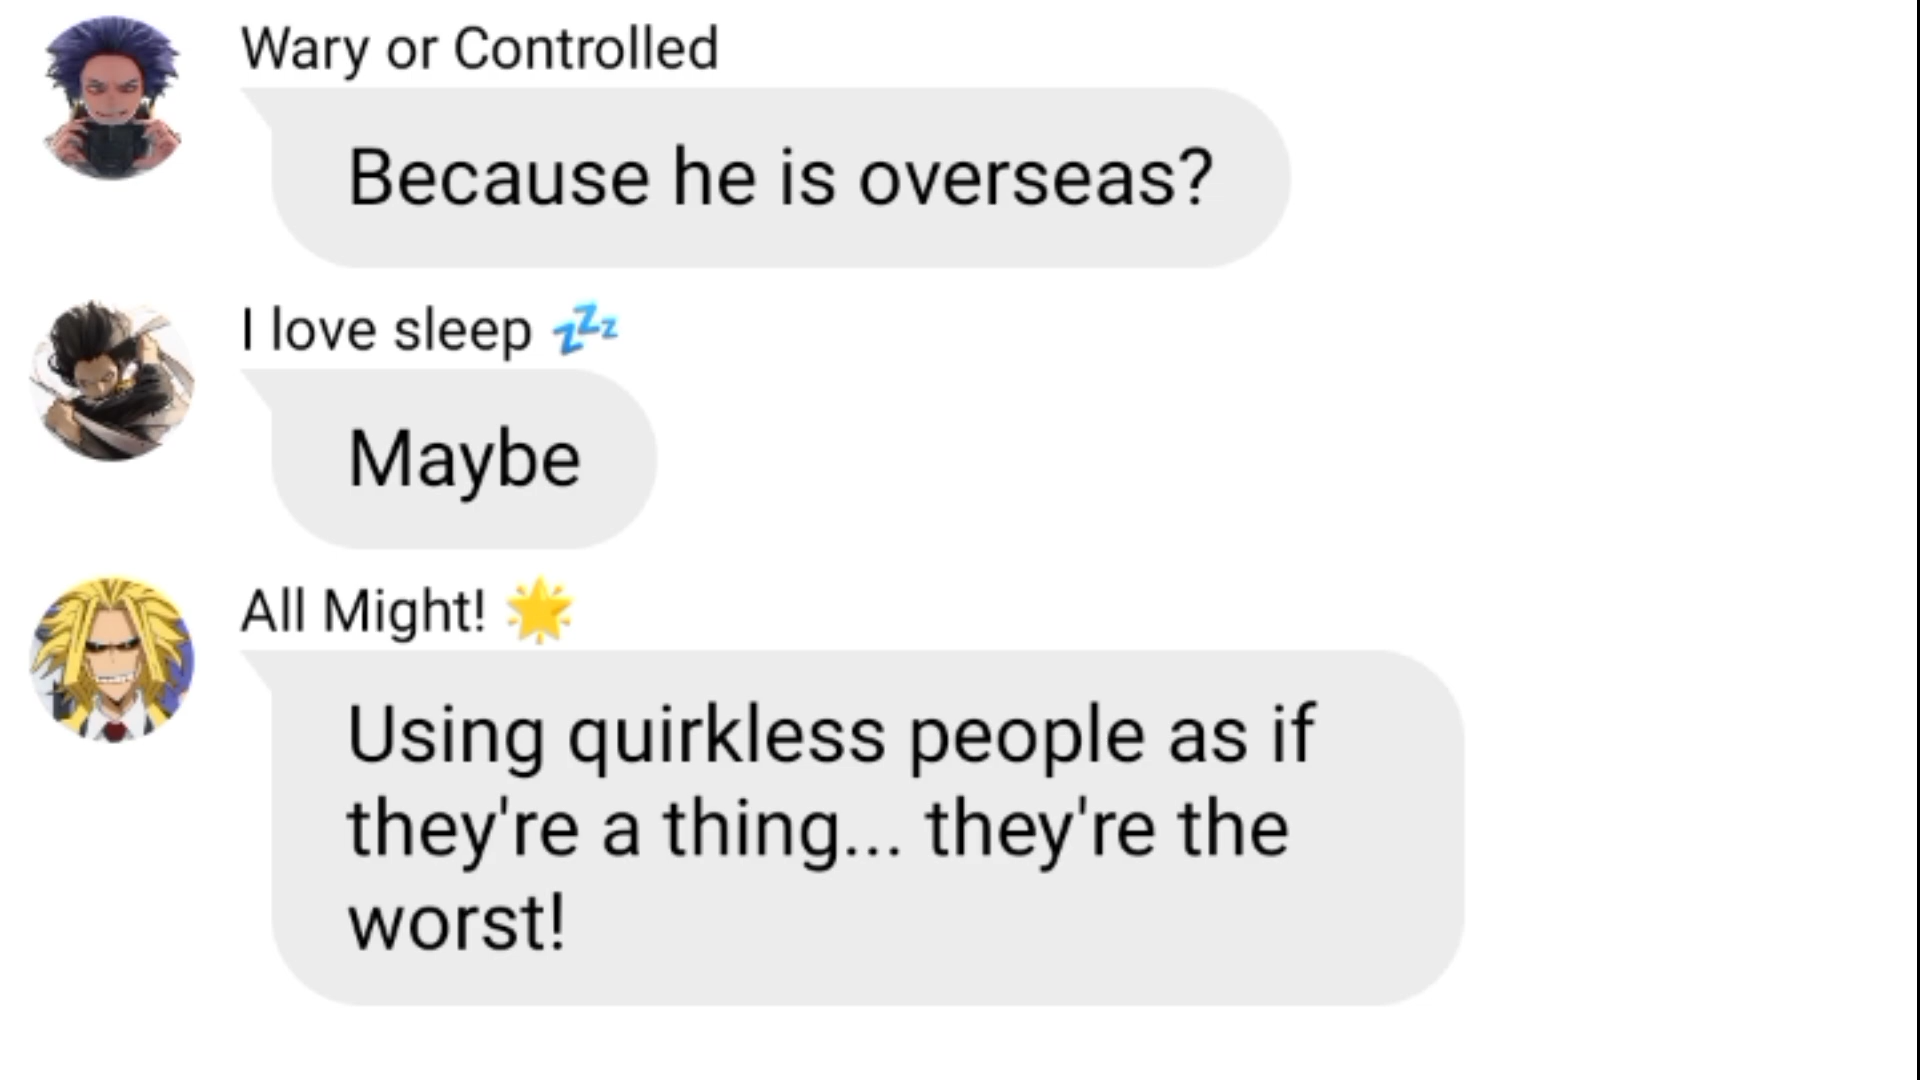 Wary or Controlled
Because he is overseas?
I love sleep 💤
Maybe
All Might! 🌟
Using quirkless people as if
they're a thing... they're the
worst!